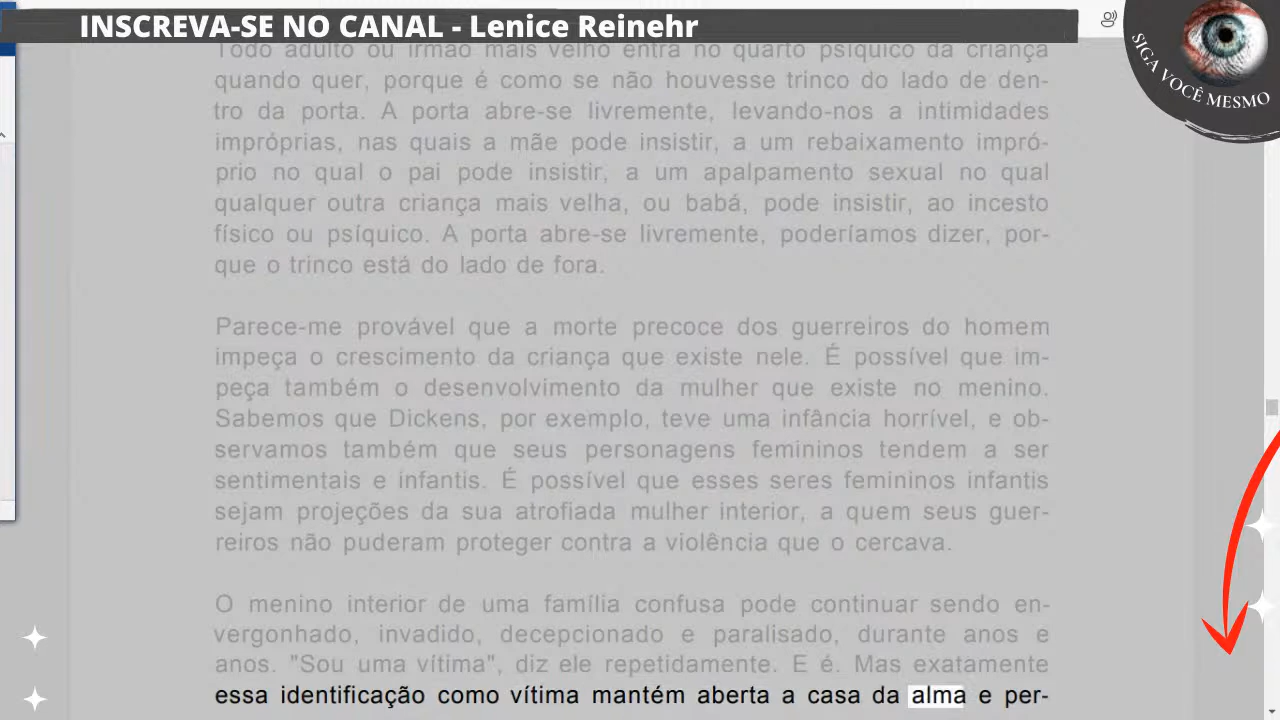 INSCREVA-SE NO CANAL - Lenice Reinehr
SIGA VOCÊ MESMO
Todo adulto ou irmão mais velho entra no quarto psíquico da criança
quando quer, porque é como se não houvesse trinco do lado de den-
tro da porta. A porta abre-se livremente, levando-nos a intimidades
impróprias, nas quais a mãe pode insistir, a um rebaixamento impró-
prio no qual o pai pode insistir, a um apalpamento sexual no qual
qualquer outra criança mais velha, ou babá, pode insistir, ao incesto
físico ou psíquico. A porta abre-se livremente, poderíamos dizer, por-
que o trinco está do lado de fora.
Parece-me provável que a morte precoce dos guerreiros do homem
impeça o crescimento da criança que existe nele. É possível que im-
peça também o desenvolvimento da mulher que existe no menino.
Sabemos que Dickens, por exemplo, teve uma infância horrível, e ob-
servamos também que seus personagens femininos tendem a ser
sentimentais e infantis. É possível que esses seres femininos infantis
sejam projeções da sua atrofiada mulher interior, a quem seus guer-
reiros não puderam proteger contra a violência que o cercava.
O menino interior de uma família confusa pode continuar sendo en-
vergonhado, invadido, decepcionado e paralisado, durante anos e
anos. "Sou uma vítima", diz ele repetidamente. E é. Mas exatamente
essa identificação como vítima mantém aberta a casa da alma e per-